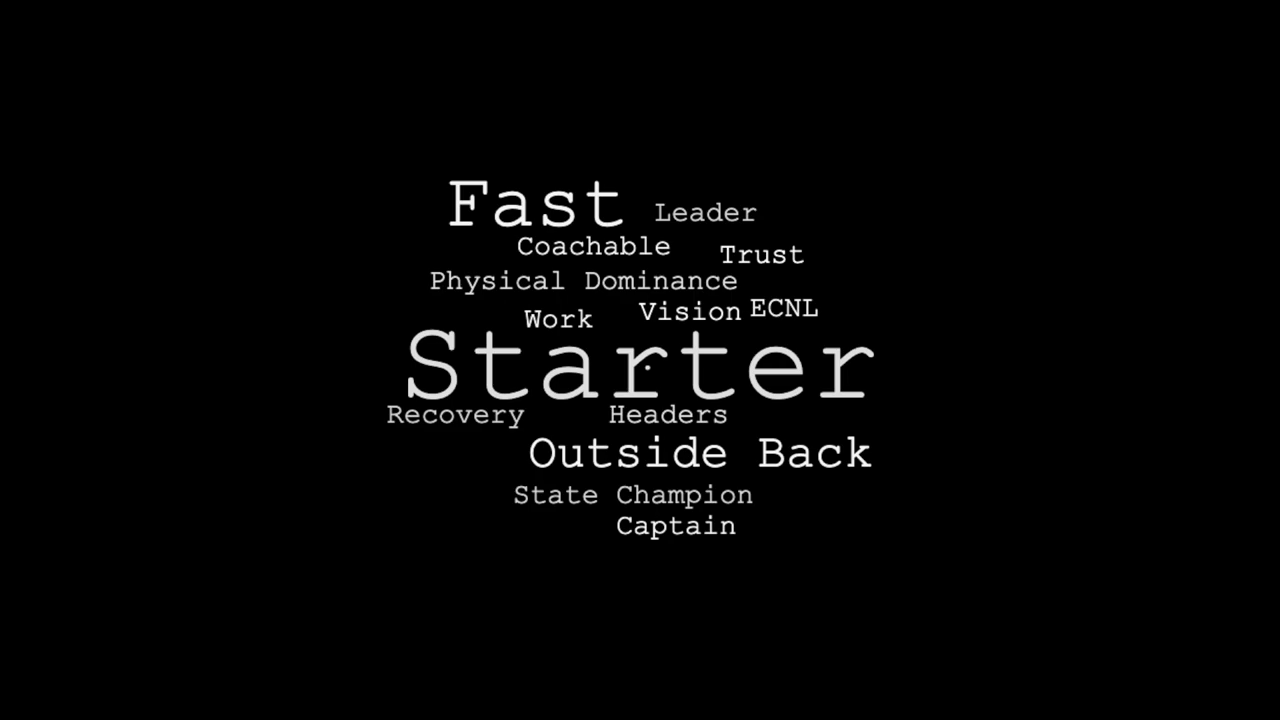 Fast Leader
Coachable Trust
Physical Dominance
Work Vision ECNL
Starter
Recovery Headers
Outside Back
State Champion
Captain